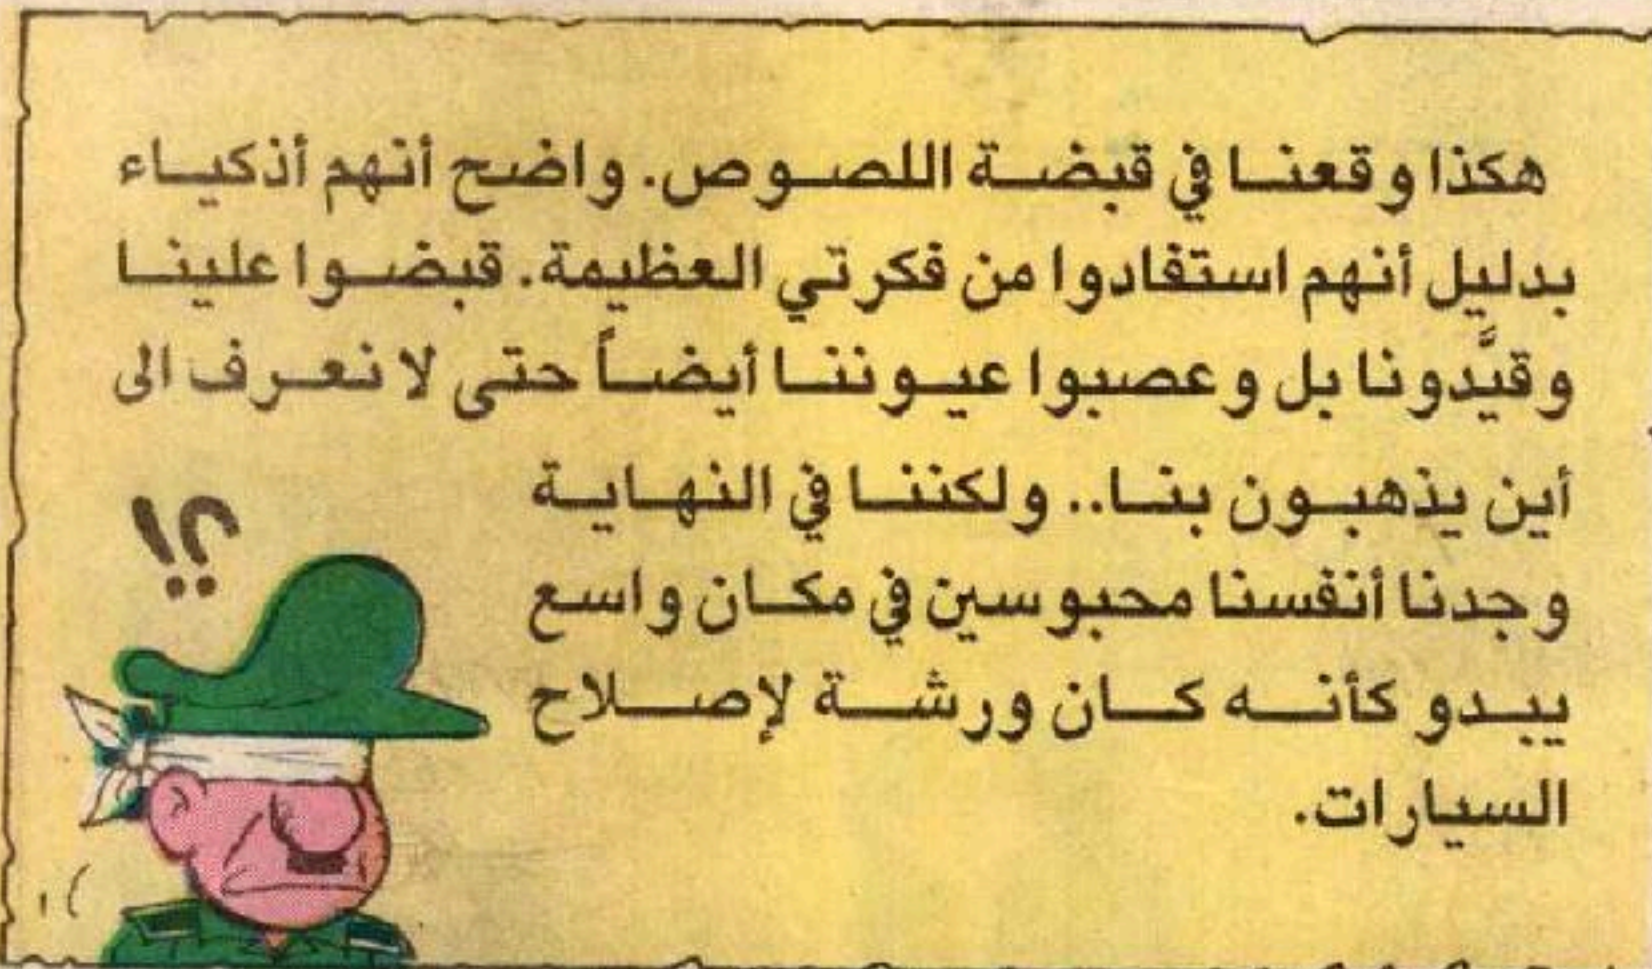 هكذا وقعنا في قبضة اللصوص. واضح أنهم أذكياء
بدليل أنهم استفادوا من فكرتي العظيمة. قبضوا علينا
وقيَّدونا بل وعصبوا عيوننا أيضاً حتى لا نعرف الى
أين يذهبون بنا.. ولكننا في النهاية
وجدنا أنفسنا محبوسين في مكان واسع
يبدو كأنه كان ورشة لإصلاح
السيارات.
؟!